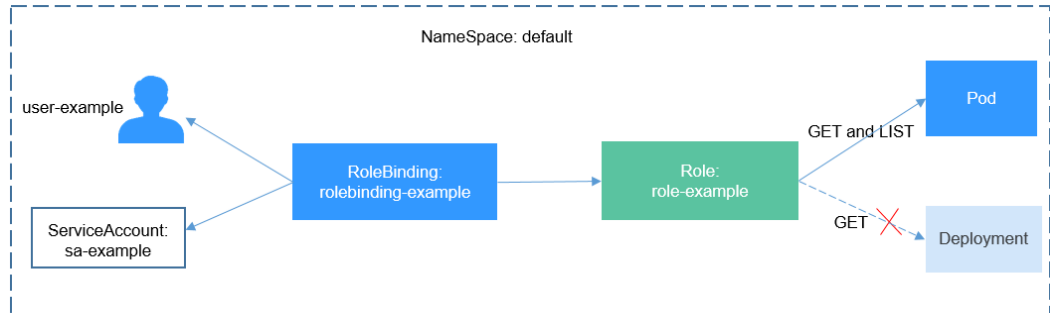 NameSpace: default
user-example
Pod
GET and LIST
RoleBinding:
rolebinding-example
Role:
role-example
ServiceAccount:
sa-example
GET
Deployment